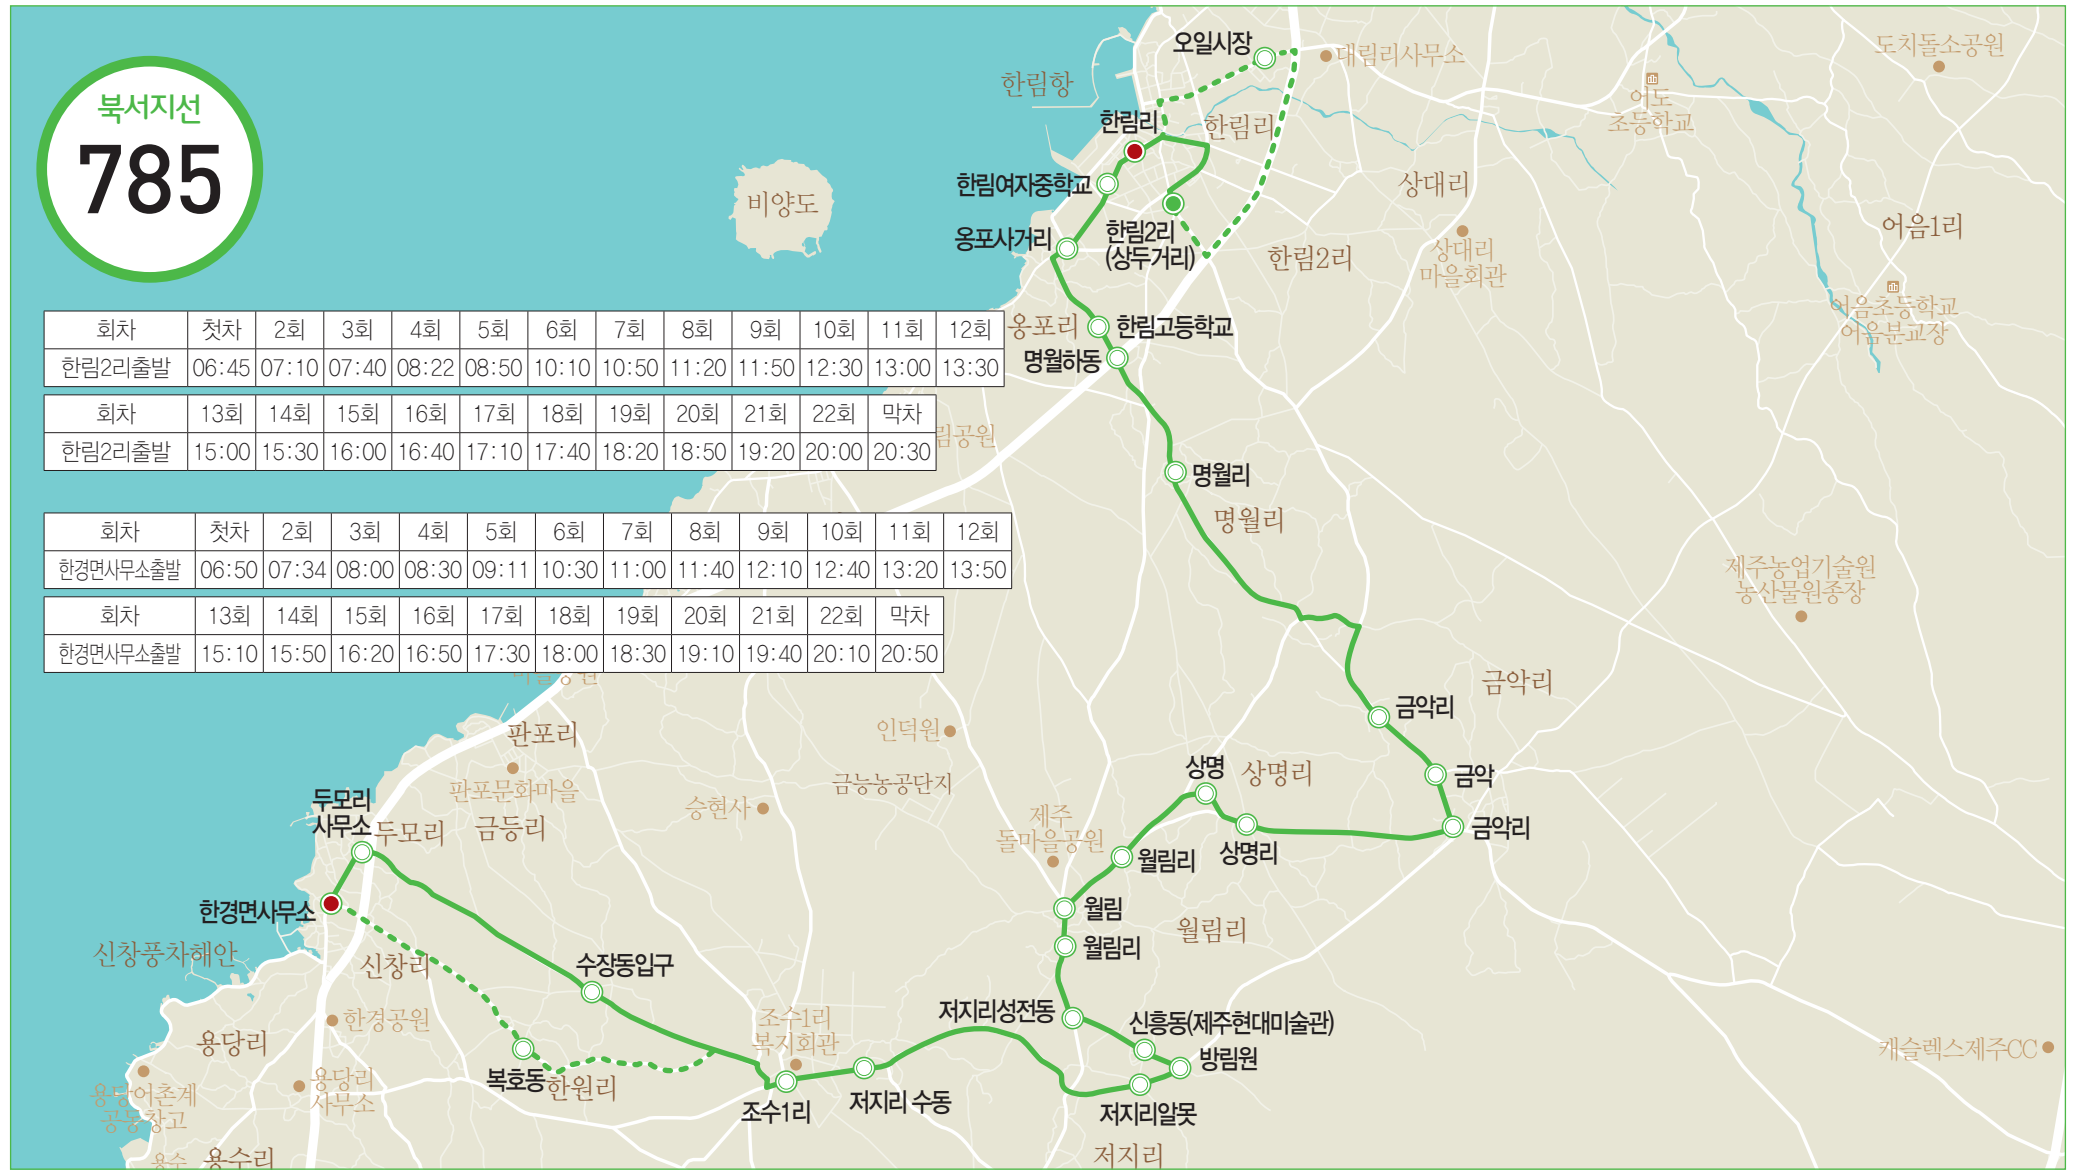 북서지선
785
회차 첫차 2회 3회 4회 5회 6회 7회 8회 9회 10회 11회 12회
한림2리출발 06:45 07:10 07:40 08:22 08:50 10:10 10:50 11:20 11:50 12:30 13:00 13:30
회차 13회 14회 15회 16회 17회 18회 19회 20회 21회 22회 막차
한림2리출발 15:00 15:30 16:00 16:40 17:10 17:40 18:20 18:50 19:20 20:00 20:30
회차 첫차 2회 3회 4회 5회 6회 7회 8회 9회 10회 11회 12회
한경면사무소출발 06:50 07:34 08:00 08:30 09:11 10:30 11:00 11:40 12:10 12:40 13:20 13:50
회차 13회 14회 15회 16회 17회 18회 19회 20회 21회 22회 막차
한경면사무소출발 15:10 15:50 16:20 16:50 17:30 18:00 18:30 19:10 19:40 20:10 20:50
오일시장
대림리사무소
도치돌소공원
한림항
어도
초등학교
한림리
한림리
비양도
한림여자중학교
상대리
옹포사거리
한림2리
(상두거리)
한림2리
상대리
마을회관
어음1리
어음초등학교
어음분교장
옹포리
한림고등학교
명월하동
림공원
명월리
명월리
제주농업기술원
농산물원종장
금악리
금악리
금악
금악리
상명
상명리
상명리
인덕원
금능농공단지
승현사
제주
돌마을공원
월림리
월림
월림리
월림리
판포리
판포문화마을
금등리
두모리
사무소
두모리
한경면사무소
신창풍차해안
신창리
수장동입구
한경공원
용당리
용당어촌계
공동창고
용당리
사무소
용수
용수리
복호동
한원리
조수1리
복지회관
조수1리
저지리 수동
저지리성전동
신흥동(제주현대미술관)
방림원
저지리알못
저지리
캐슬렉스제주CC